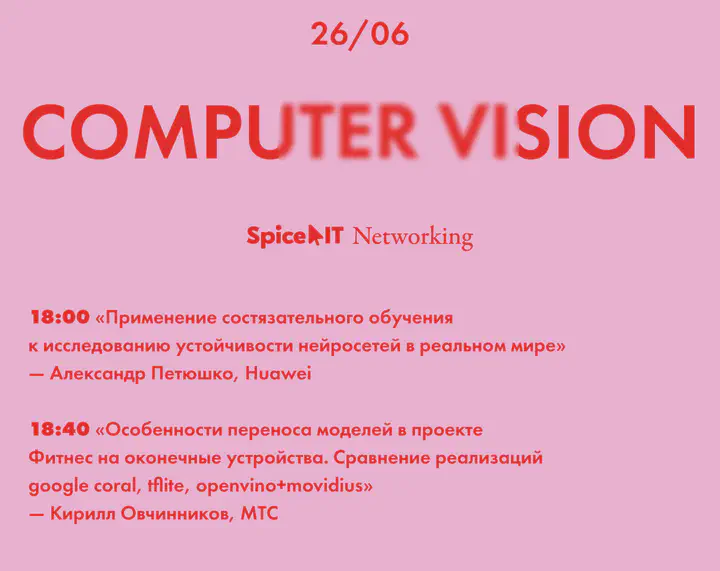 26/06
COMPUTER VISION
Spice IT Networking
18:00 «Применение состязательного обучения
к исследованию устойчивости нейросетей в реальном мире»
— Александр Петюшко, Huawei
18:40 «Особенности переноса моделей в проекте
Фитнес на оконечные устройства. Сравнение реализаций
google coral, tflite, openvino+movidius»
— Кирилл Овчинников, МТС